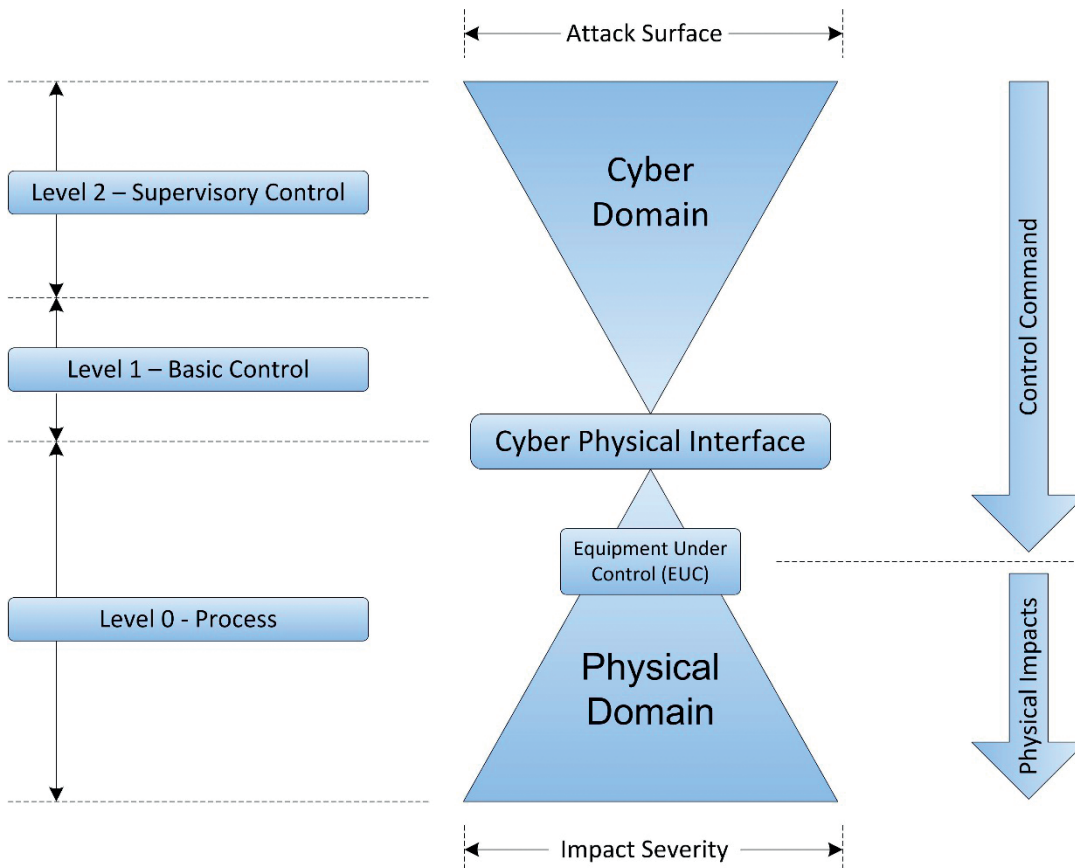 Attack Surface
Level 2 – Supervisory Control
Cyber
Domain
Control Command
Level 1 – Basic Control
Cyber Physical Interface
Equipment Under
Control (EUC)
Level 0 - Process
Physical
Domain
Physical Impacts
Impact Severity